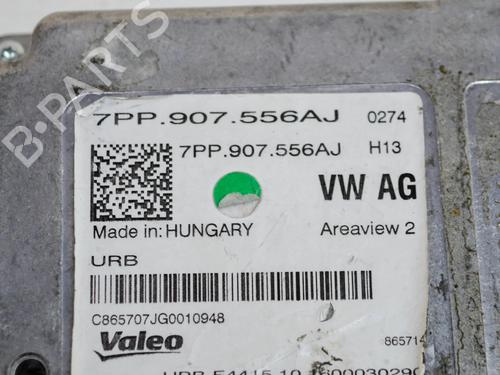 B-PARTS
7PP.907.556AJ 0274
7PP.907.556AJ H13
VW AG
Made in: HUNGARY Areaview 2
URB
C865707JG0010948
Valeo 865714